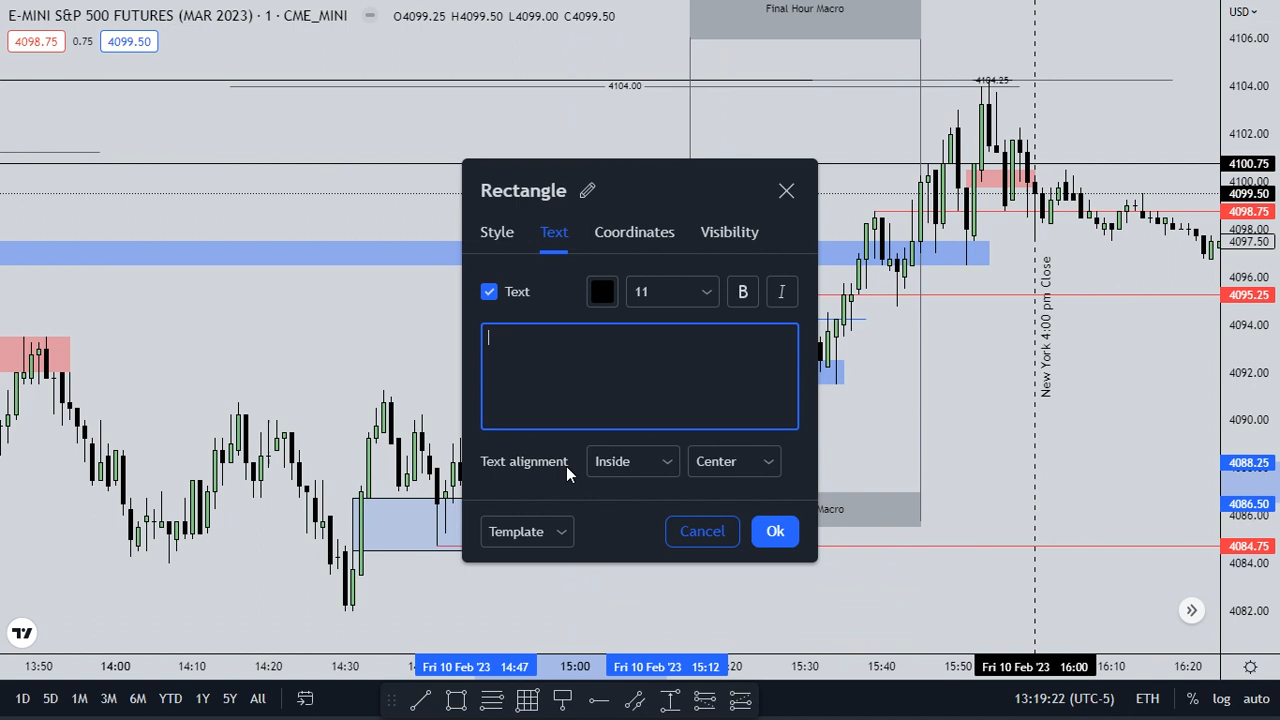 E-MINI S&P 500 FUTURES (MAR 2023) · 1 · CME_MINI
O4099.25 H4099.50 L4099.00 C4099.50
4098.75 0.75 4099.50
Final Hour Macro
USD
4106.00
4104.00
4102.00
4100.75
4100.00
4099.50
4098.75
4098.00
4097.50
4096.00
4095.25
4094.00
4092.00
4090.00
4088.25
4086.50
4086.00
4084.75
4084.00
4082.00
4104.00
4104.25
New York 4:00 pm Close
Rectangle
Style Text Coordinates Visibility
Text 11 B I
Text alignment Inside Center
Macro
Template Cancel Ok
13:50 14:00 14:10 14:20 14:30 Fri 10 Feb '23 14:47 15:00 Fri 10 Feb '23 15:12 :20 15:30 15:40 15:50 Fri 10 Feb '23 16:00 16:10 16:20
1D 5D 1M 3M 6M YTD 1Y 5Y All 13:19:22 (UTC-5) ETH % log auto